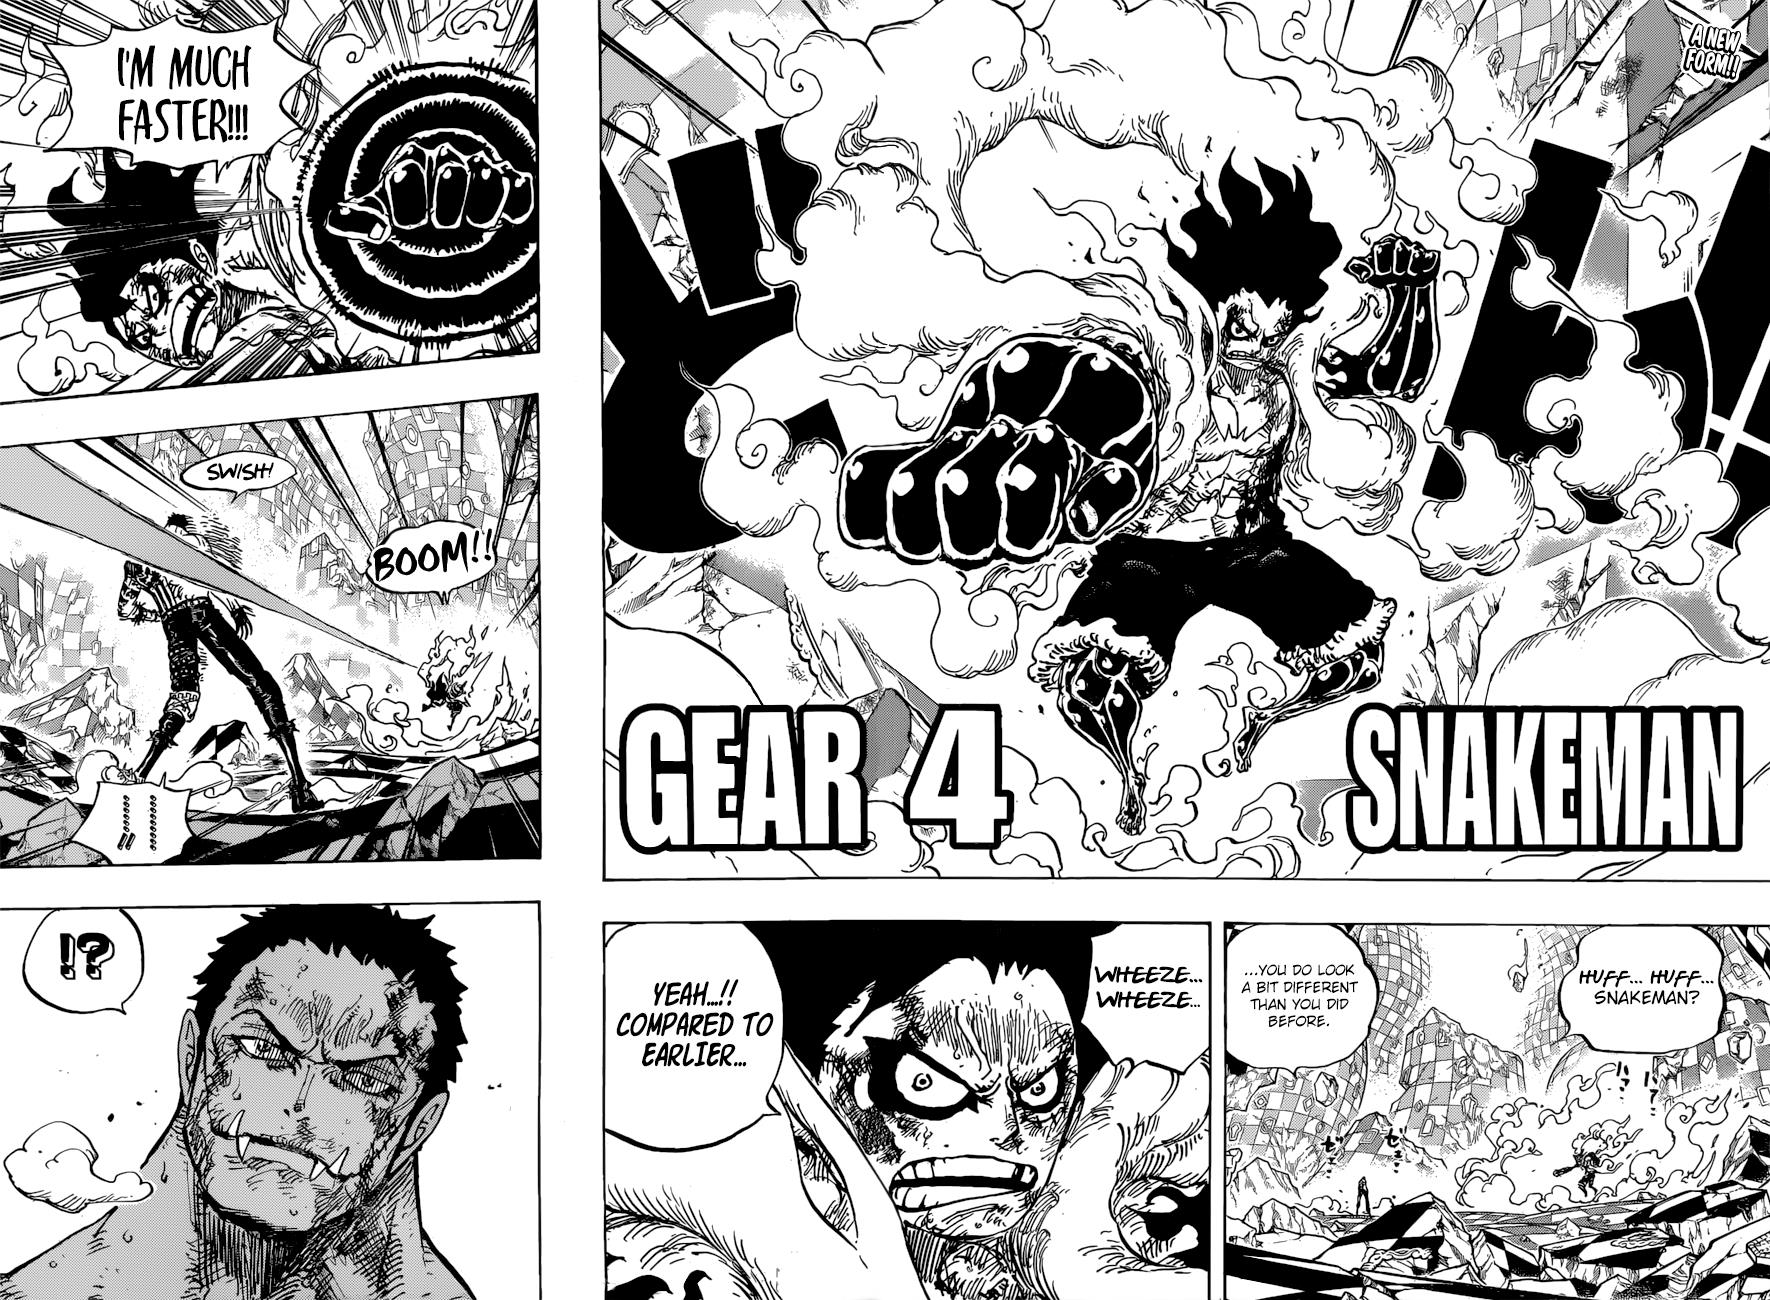 A NEW
FORM!!
GEAR 4 SNAKEMAN
HUFF... HUFF...
SNAKEMAN?
...YOU DO LOOK
A BIT DIFFERENT
THAN YOU DID
BEFORE.
WHEEZE...
WHEEZE...
YEAH...!!
COMPARED TO
EARLIER...
I'M MUCH
FASTER!!!
SWISH!
BOOM!!
!?